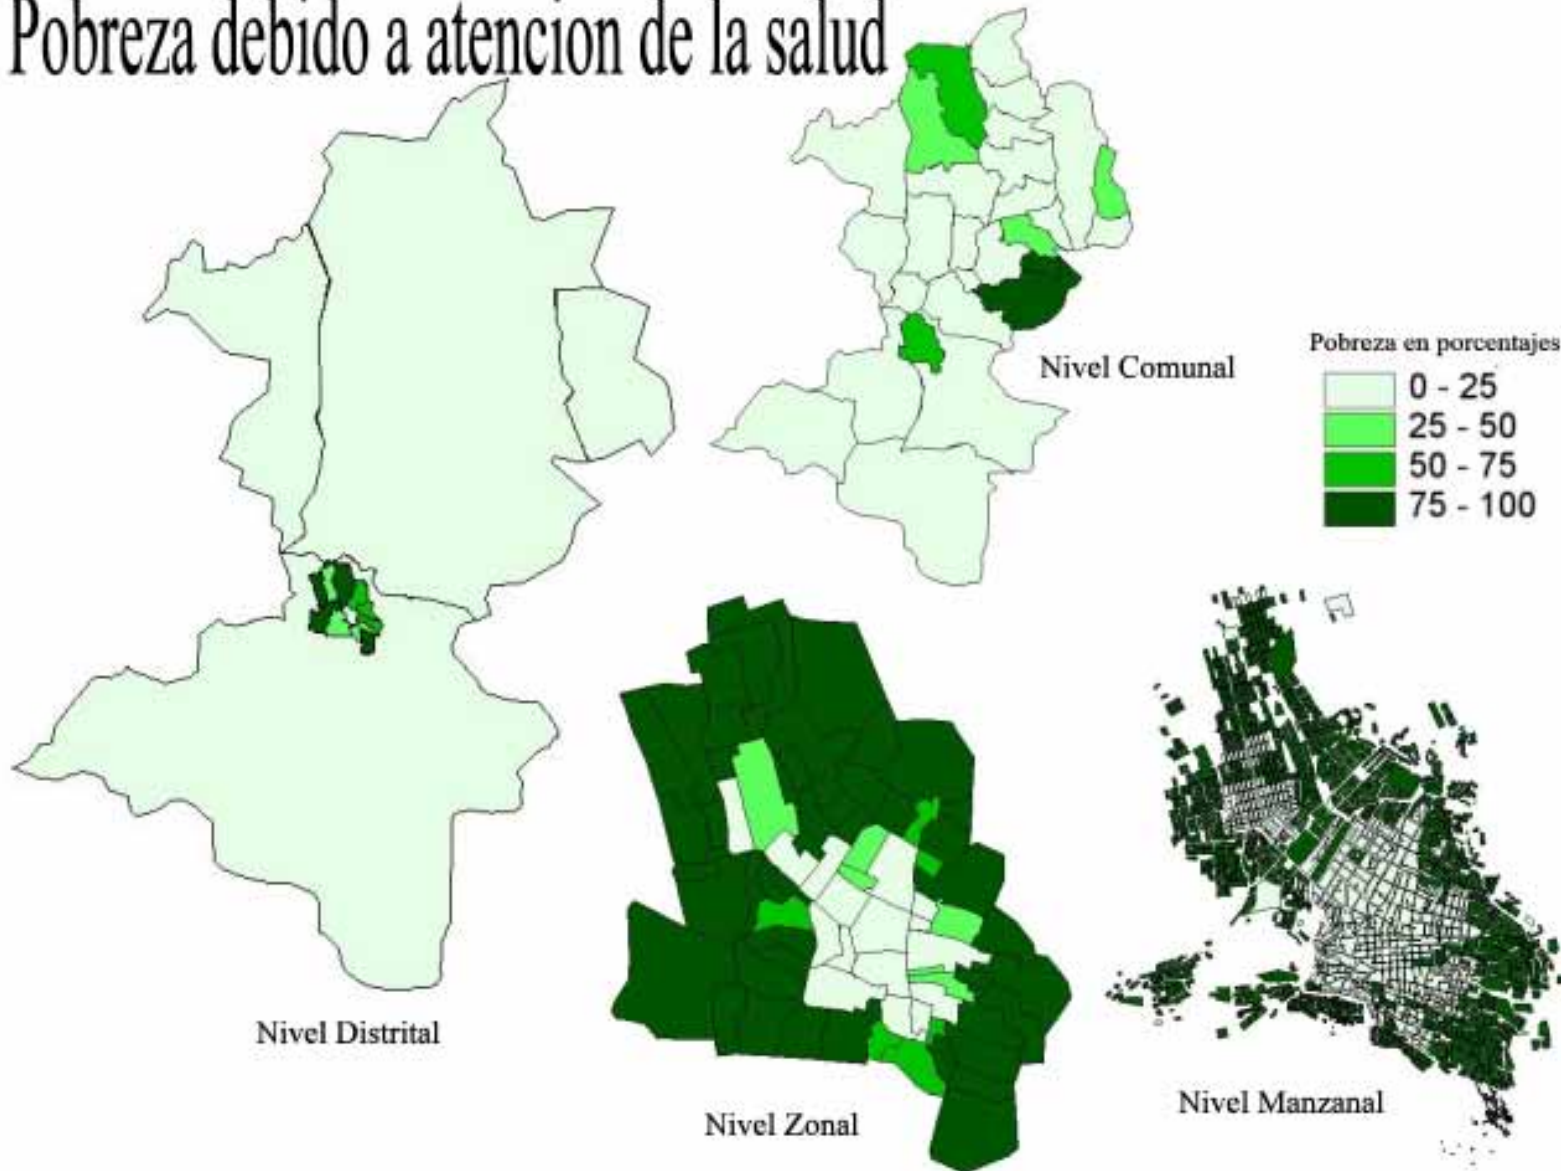 Pobreza debido a atencion de la salud
Nivel Comunal
Pobreza en porcentajes
0 - 25
25 - 50
50 - 75
75 - 100
Nivel Distrital
Nivel Zonal
Nivel Manzanal